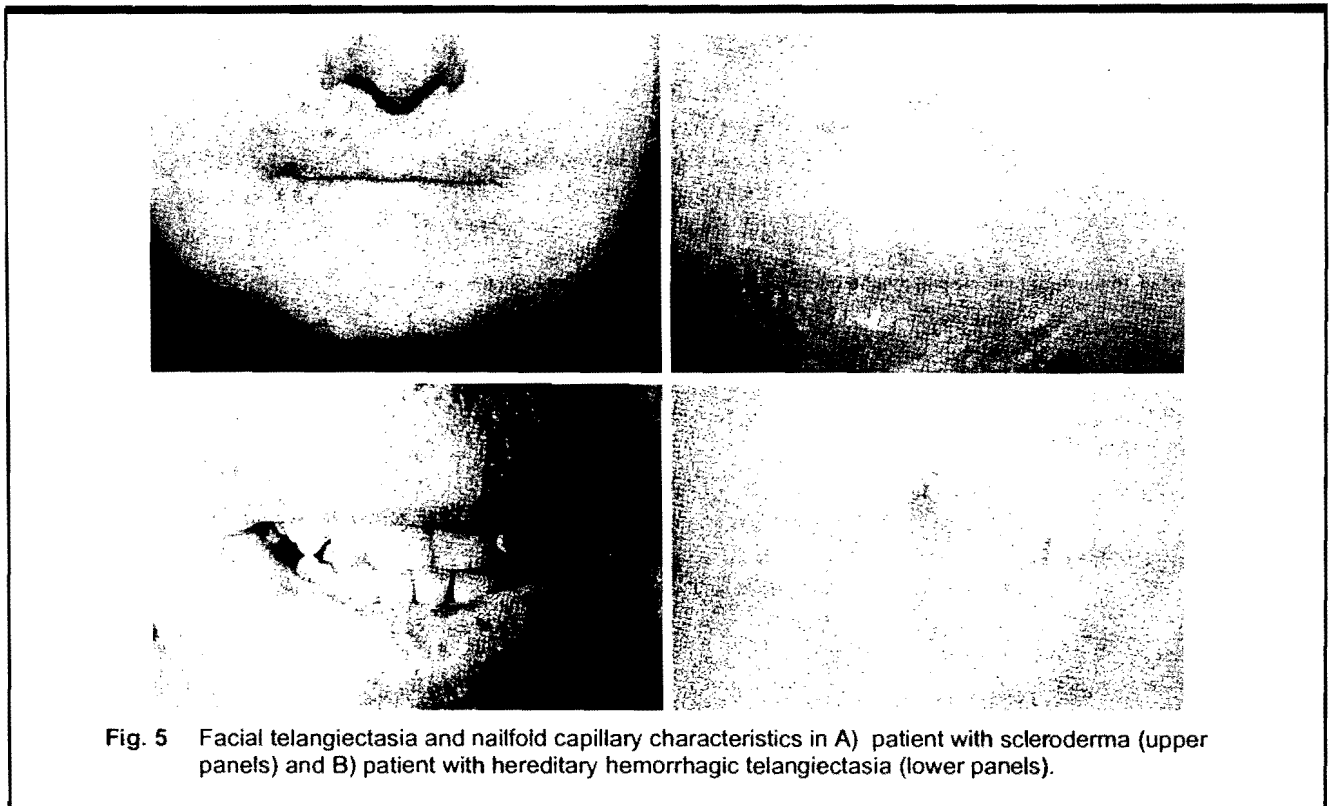 Fig. 5 Facial telangiectasia and nailfold capillary characteristics in A) patient with scleroderma (upper
panels) and B) patient with hereditary hemorrhagic telangiectasia (lower panels).